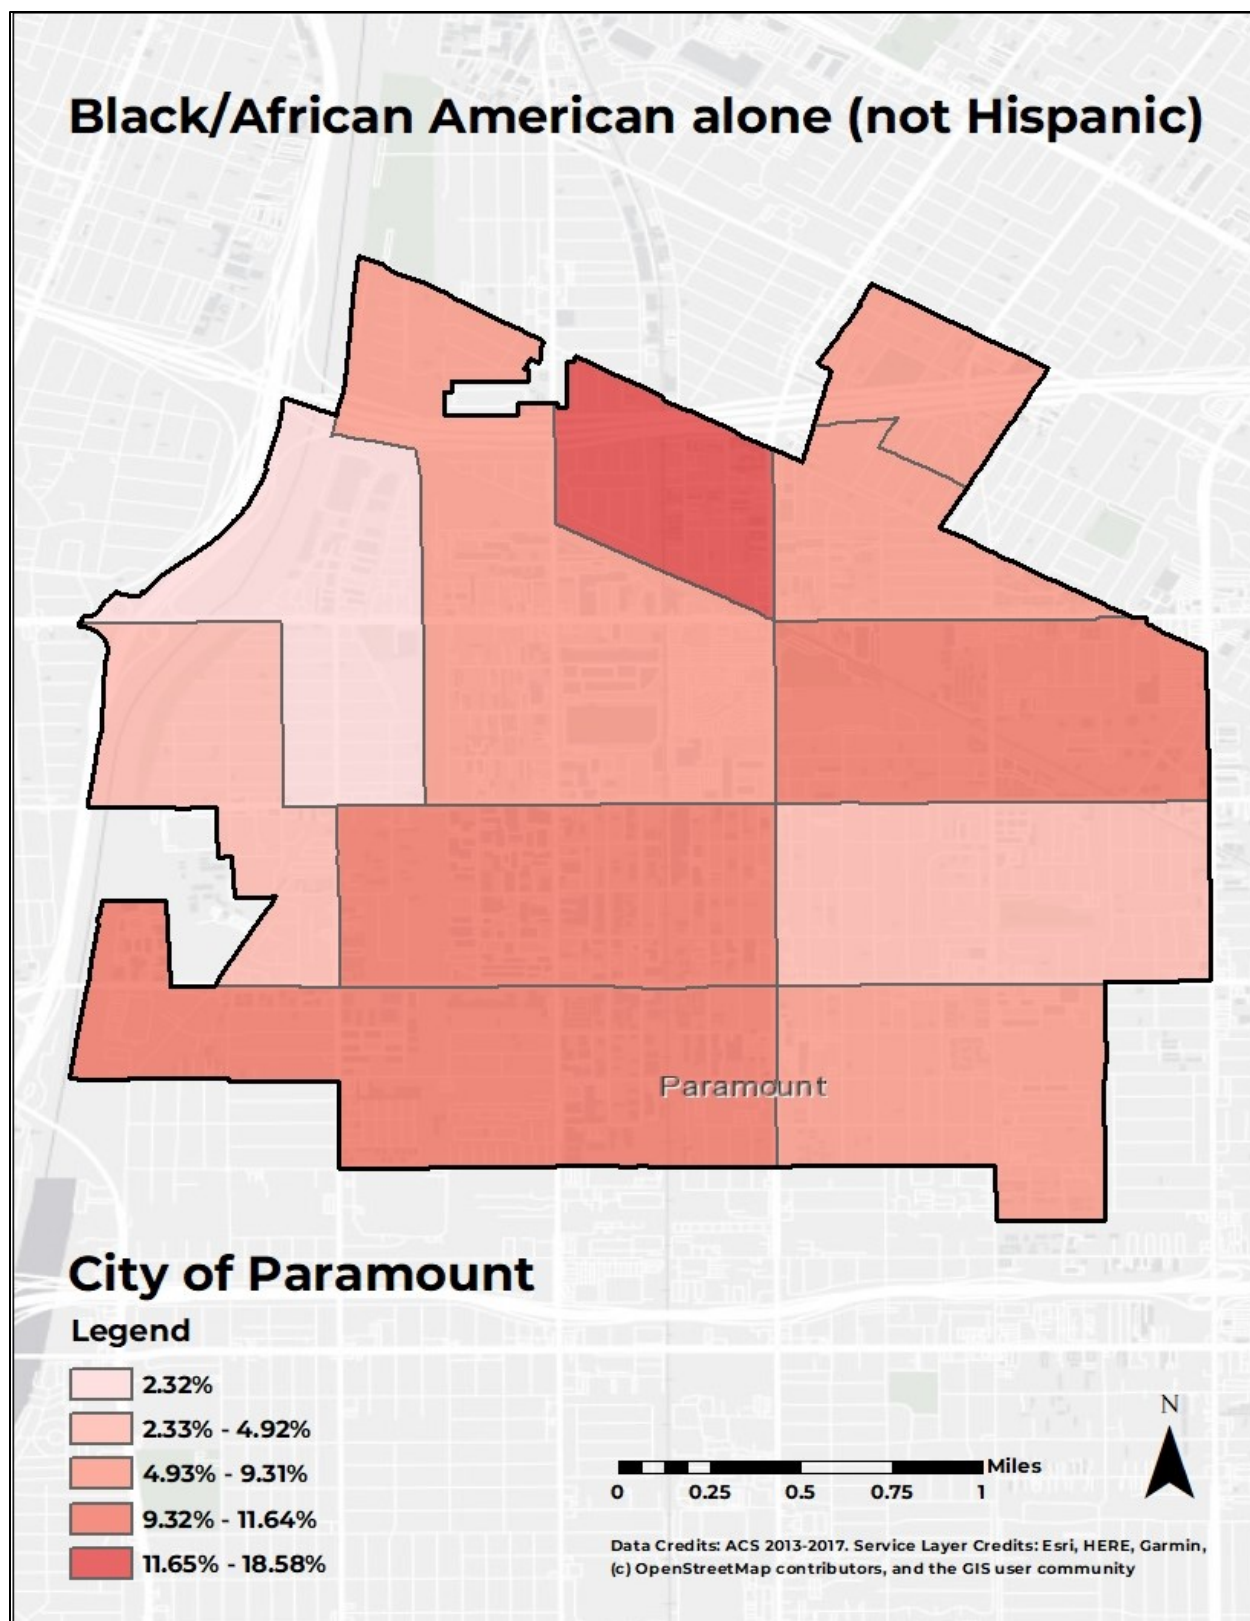 Black/African American alone (not Hispanic)
Paramount
City of Paramount
Legend
2.32%
2.33% - 4.92%
4.93% - 9.31%
9.32% - 11.64%
11.65% - 18.58%
N
Miles
0 0.25 0.5 0.75 1
Data Credits: ACS 2013-2017. Service Layer Credits: Esri, HERE, Garmin,
(c) OpenStreetMap contributors, and the GIS user community